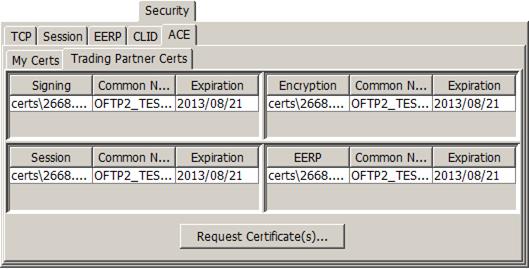 Security
TCP Session EERP CLID ACE
My Certs Trading Partner Certs
Signing Common N... Expiration Encryption Common N... Expiration
certs\2668.... OFTP2_TES... 2013/08/21 certs\2668.... OFTP2_TES... 2013/08/21
Session Common N... Expiration EERP Common N... Expiration
certs\2668.... OFTP2_TES... 2013/08/21 certs\2668.... OFTP2_TES... 2013/08/21
Request Certificate(s)...